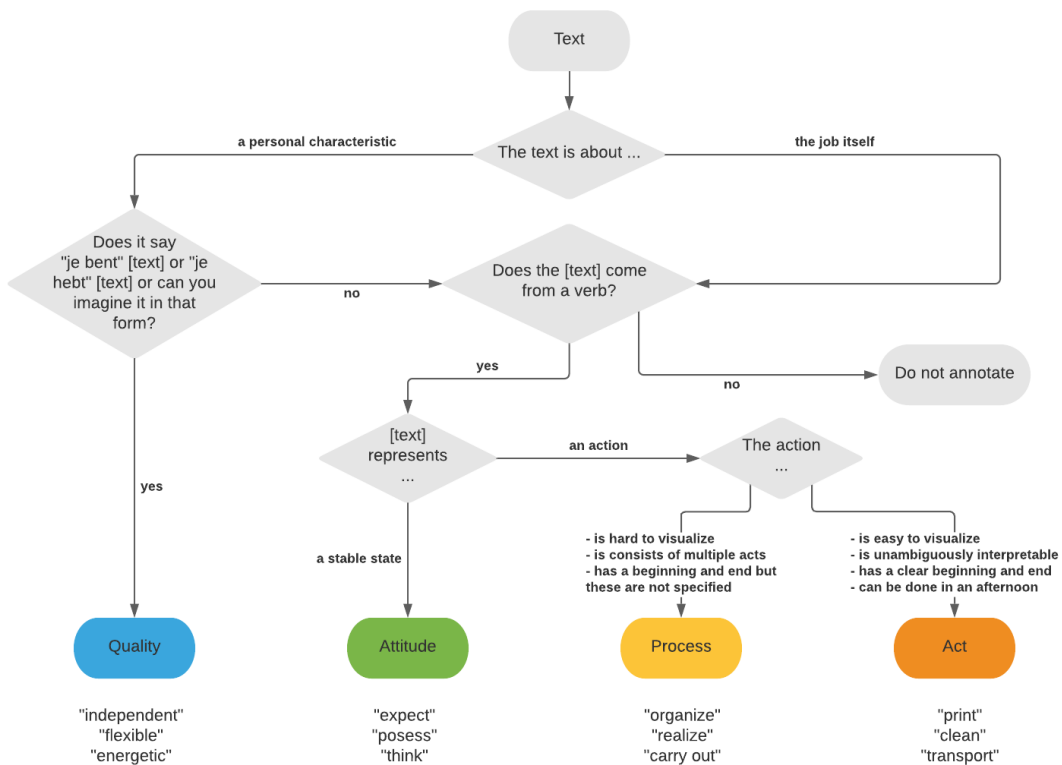 Text
The text is about ...
a personal characteristic
the job itself
Does it say
"je bent" [text] or "je
hebt" [text] or can you
imagine it in that
form?
no
Does the [text] come
from a verb?
yes
no
Do not annotate
yes
[text]
represents
...
an action
The action
...
a stable state
- is hard to visualize
- is consists of multiple acts
- has a beginning and end but
these are not specified
- is easy to visualize
- is unambiguously interpretable
- has a clear beginning and end
- can be done in an afternoon
Quality
Attitude
Process
Act
"independent"
"flexible"
"energetic"
"expect"
"posess"
"think"
"organize"
"realize"
"carry out"
"print"
"clean"
"transport"